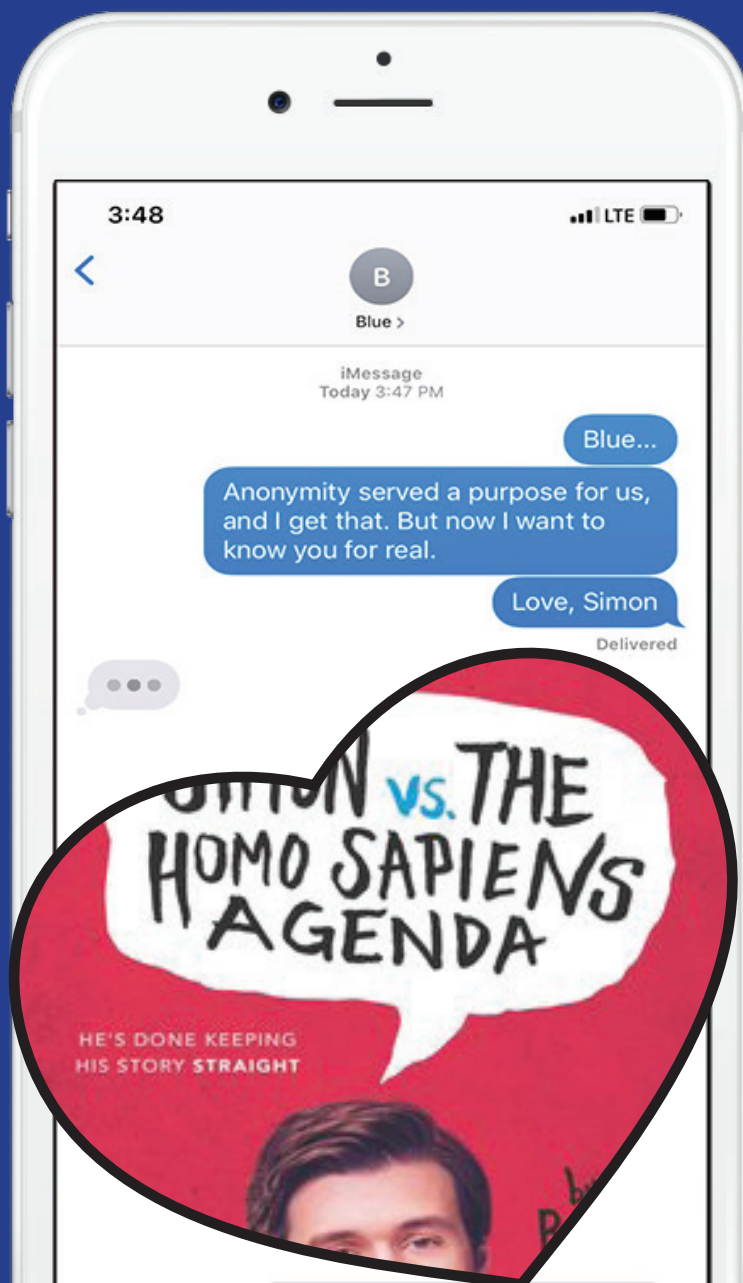 3:48
LTE
B
Blue >
iMessage
Today 3:47 PM
Blue...
Anonymity served a purpose for us,
and I get that. But now I want to
know you for real.
Love, Simon
Delivered
SIMON VS. THE
HOMO SAPIENS
AGENDA
HE'S DONE KEEPING
HIS STORY STRAIGHT
by